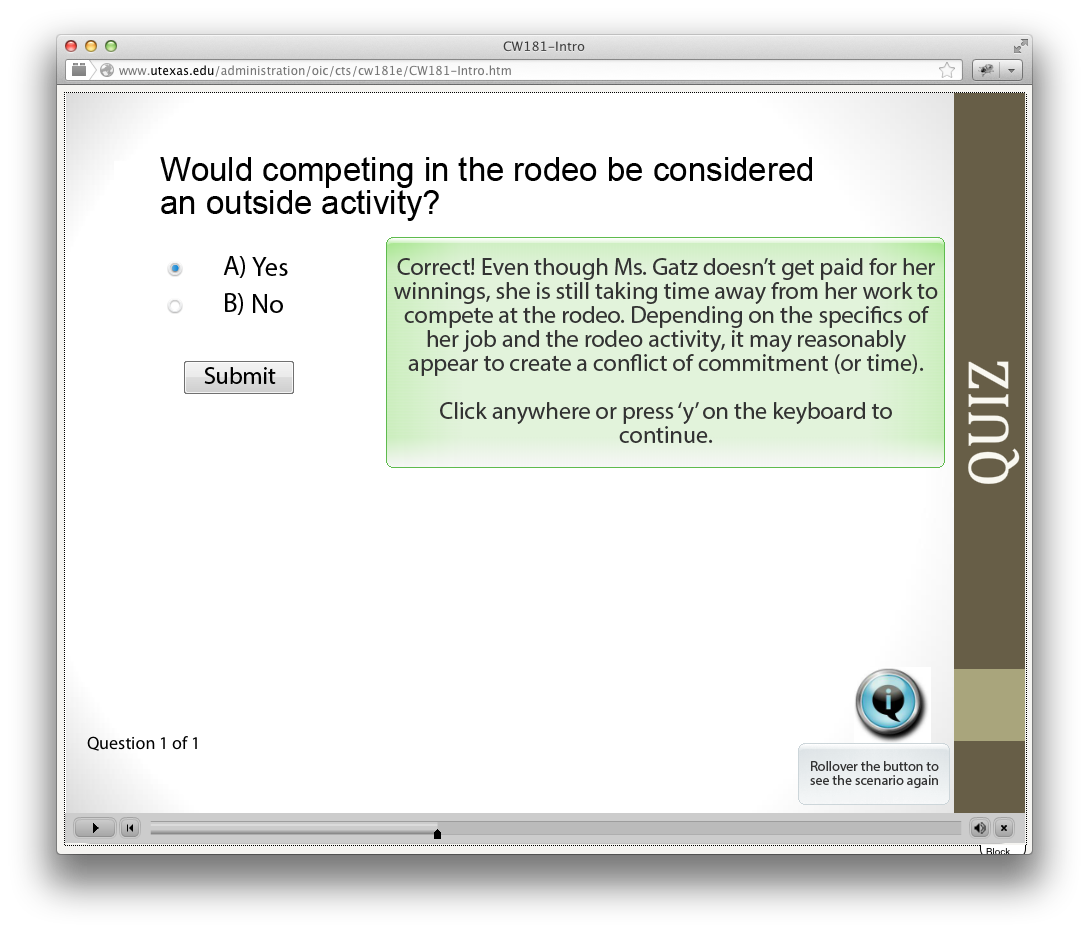 CW181-Intro
www.utexas.edu/administration/oic/cts/cw181e/CW181-Intro.htm
Would competing in the rodeo be considered
an outside activity?
A) Yes
B) No
Submit
Correct! Even though Ms. Gatz doesn't get paid for her
winnings, she is still taking time away from her work to
compete at the rodeo. Depending on the specifics of
her job and the rodeo activity, it may reasonably
appear to create a conflict of commitment (or time).
Click anywhere or press 'y' on the keyboard to
continue.
QUIZ
i
Question 1 of 1
Rollover the button to
see the scenario again
Block